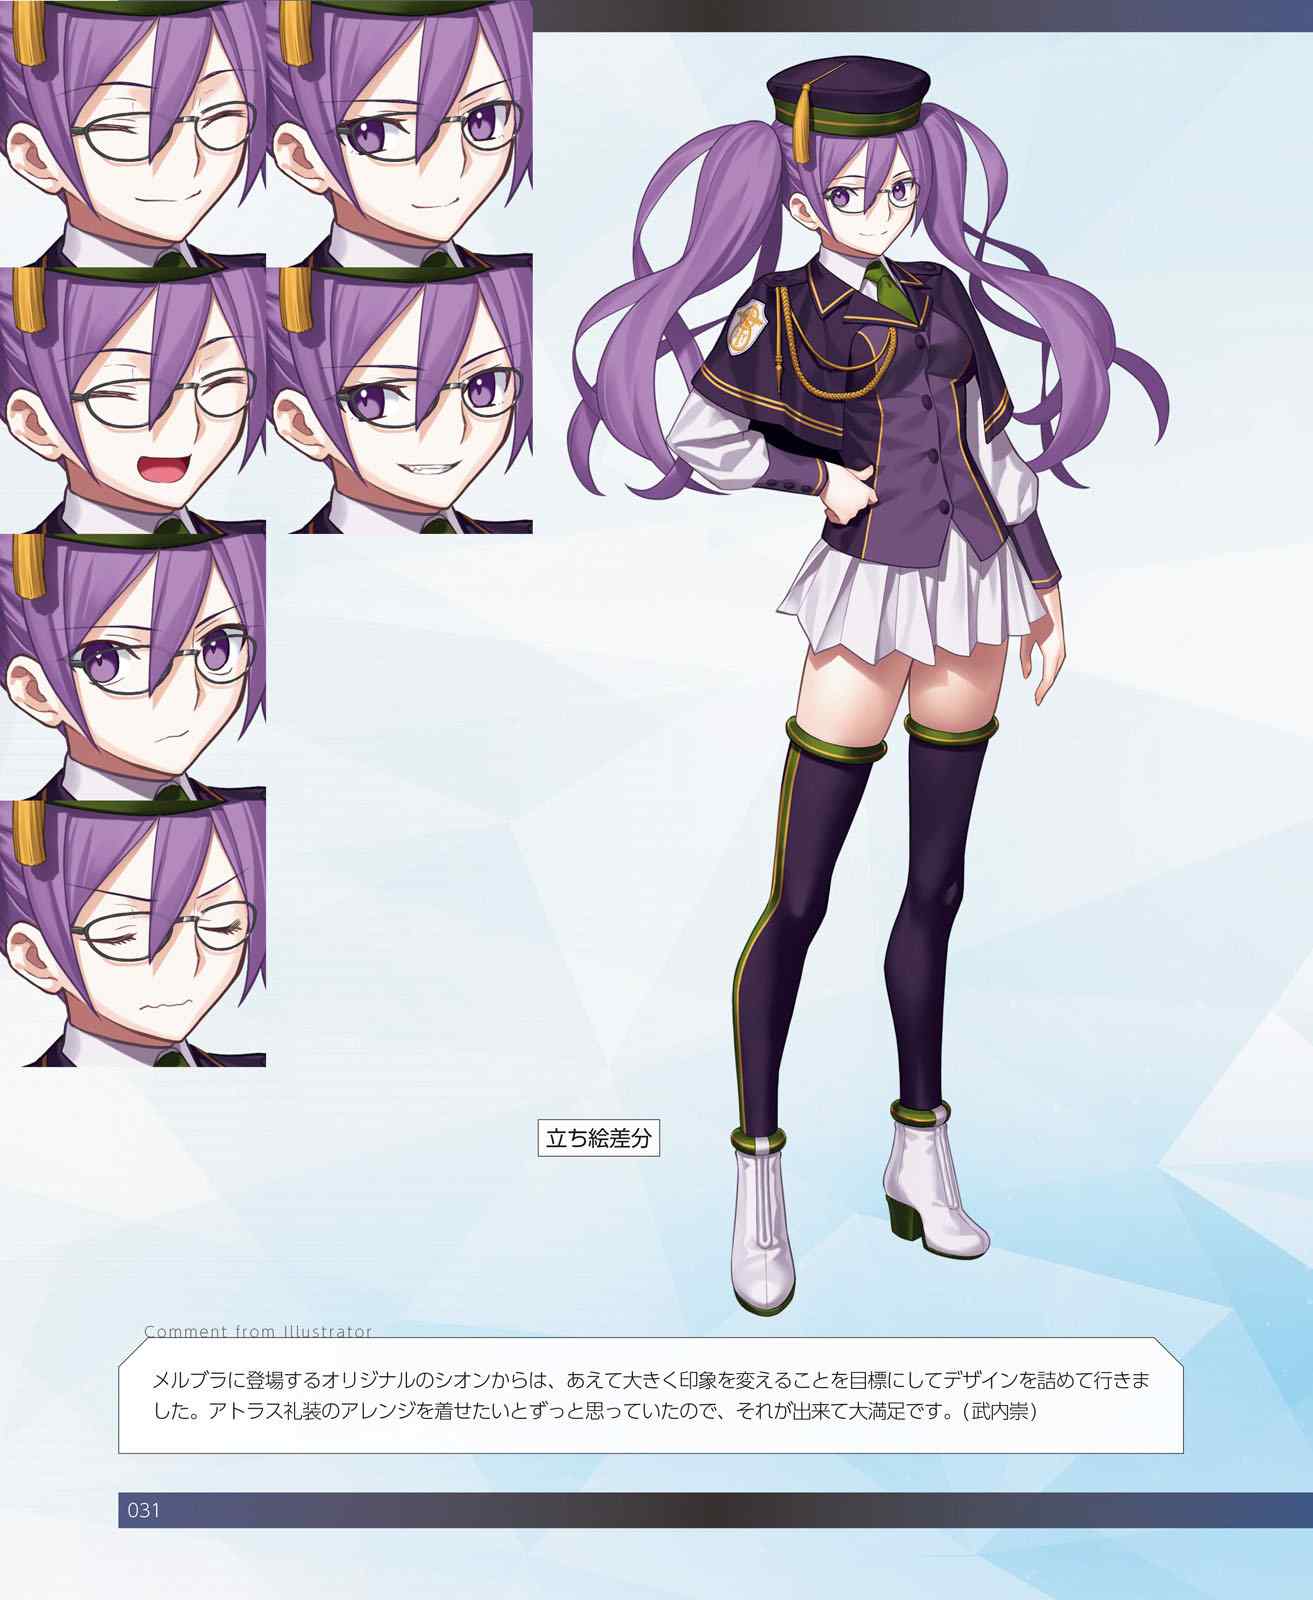 立ち絵差分
Comment from Illustrator
メルブラに登場するオリジナルのシオンからは、あえて大きく印象を変えることを目標にしてデザインを詰めて行きま
した。アトラス礼装のアレンジを着せたいとずっと思っていたので、それが出来て大満足です。(武内崇)
031